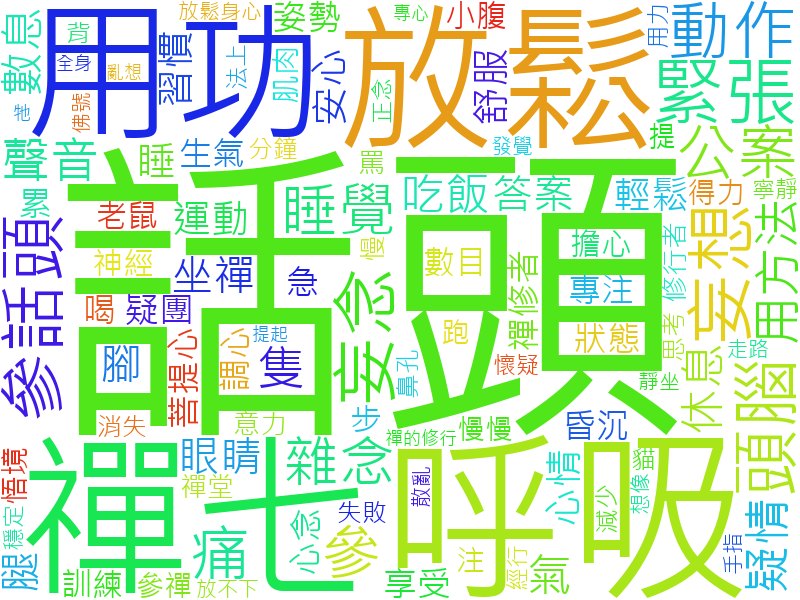 數息
背
放鬆身心
姿勢
專心
小腹
用力
動作
全身
亂想
用功
習慣
法上
肌肉
安心
放鬆
舒服
緊張
正念
牠
佛號
聲音
睡
生氣
分鐘
罵
發覺
提
公案
累
老鼠
運動
睡覺
吃飯
答案
輕鬆
得力
寧靜
參話頭
神經
坐禪
急
慢
數目
禪修者
擔心
專注
修行者
妄想
用方法
話頭
喝
疑團
妄念
腳
調心
提起
隻
跑
鼻孔
懷疑
狀態
思考
走路
菩提心
消失
意力
步
禪的修行
慢慢
昏沉
靜坐
休息
頭腦
悟境
穩定
禪七
眼睛
禪堂
雜念
心念
失敗
散亂
呼吸
心情
減少
貓
想像
疑情
手指
腿
訓練
參禪
放不下
痛
參
享受
注
經行
氣